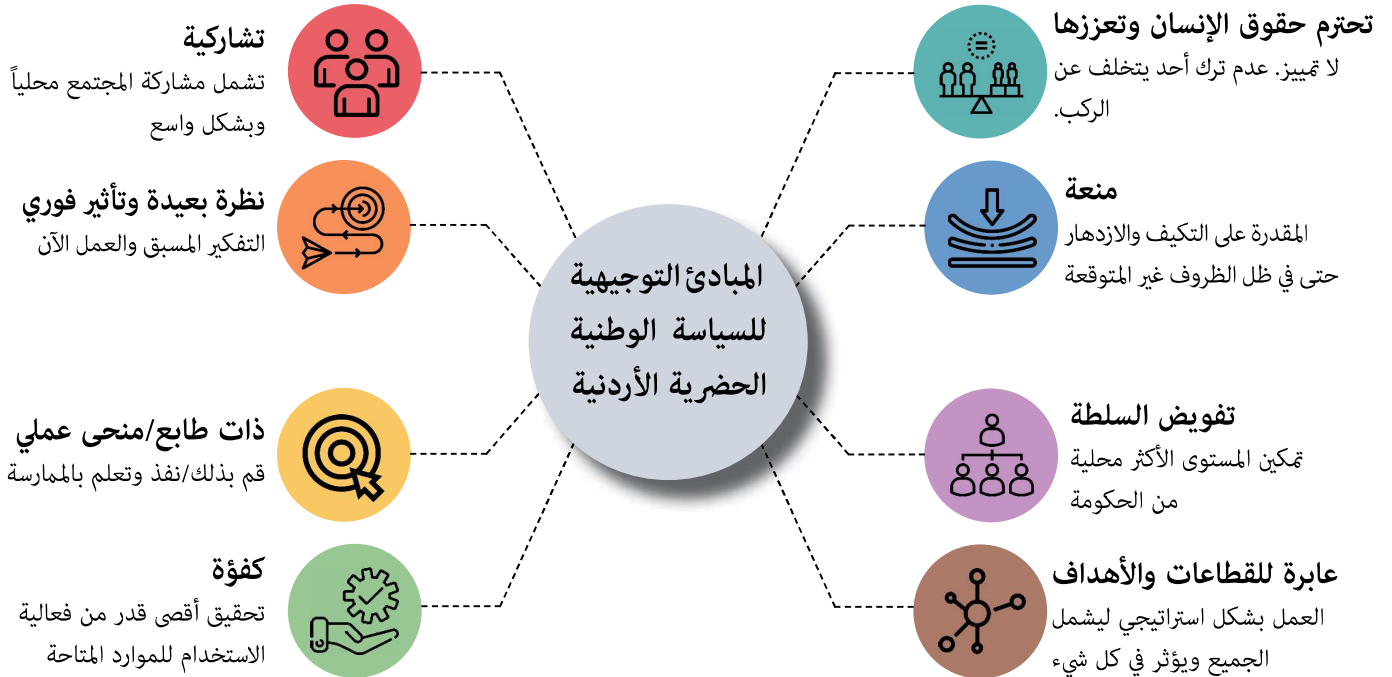 المبادئ التوجيهية
للسياسة الوطنية
الحضرية الأردنية
تحترم حقوق الإنسان وتعززها
لا تمييز. عدم ترك أحد يتخلف عن
الركب.
منعة
المقدرة على التكيف والازدهار
حتى في ظل الظروف غير المتوقعة
تفويض السلطة
تمكين المستوى الأكثر محلية
من الحكومة
عابرة للقطاعات والأهداف
العمل بشكل استراتيجي ليشمل
الجميع ويؤثر في كل شيء
تشاركية
تشمل مشاركة المجتمع محلياً
وبشكل واسع
نظرة بعيدة وتأثير فوري
التفكير المسبق والعمل الآن
ذات طابع/منحى عملي
قم بذلك/نفذ وتعلم بالممارسة
كفؤة
تحقيق أقصى قدر من فعالية
الاستخدام للموارد المتاحة